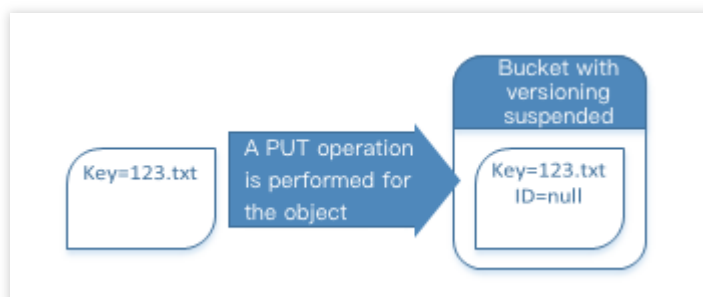 Key=123.txt
A PUT operation
is performed for
the object
Bucket with
versioning
suspended
Key=123.txt
ID=null